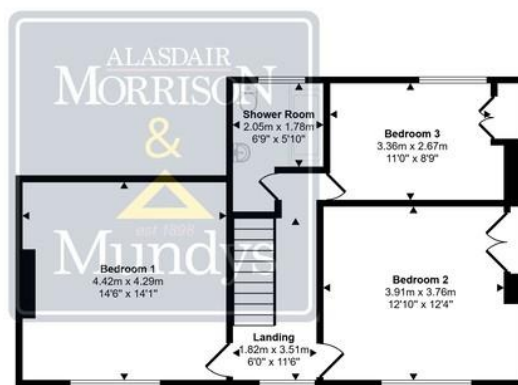 ALASDAIR
MORRISON
&
est 1898
Mundys
Shower Room
2.05m x 1.78m
6'9" x 5'10"
Bedroom 3
3.36m x 2.67m
11'0" x 8'9"
Bedroom 1
4.42m x 4.29m
14'6" x 14'1"
Bedroom 2
3.91m x 3.76m
12'10" x 12'4"
Landing
1.82m x 3.51m
6'0" x 11'6"